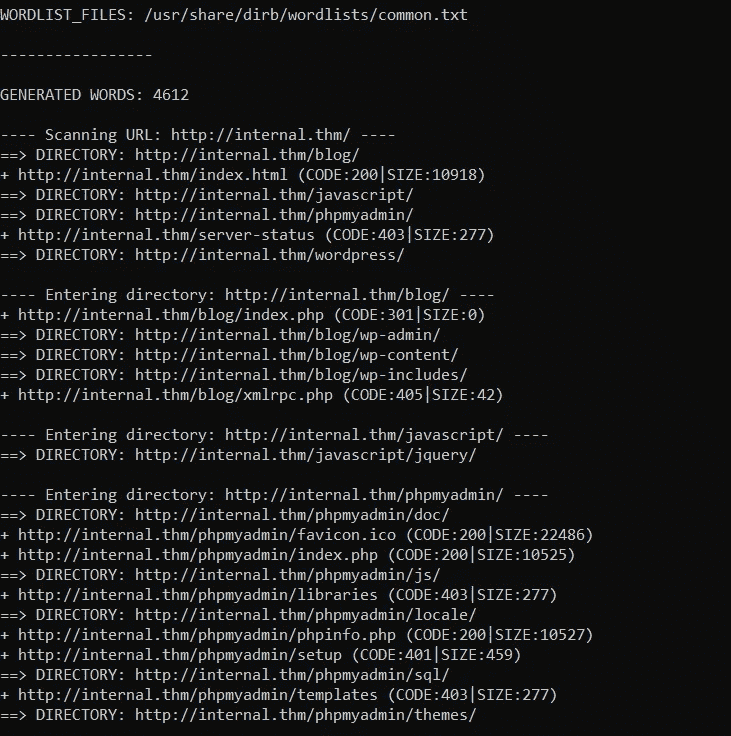 WORDLIST_FILES: /usr/share/dirb/wordlists/common.txt
-----------------
GENERATED WORDS: 4612
---- Scanning URL: http://internal.thm/ ----
==> DIRECTORY: http://internal.thm/blog/
+ http://internal.thm/index.html (CODE:200|SIZE:10918)
==> DIRECTORY: http://internal.thm/javascript/
==> DIRECTORY: http://internal.thm/phpmyadmin/
+ http://internal.thm/server-status (CODE:403|SIZE:277)
==> DIRECTORY: http://internal.thm/wordpress/
---- Entering directory: http://internal.thm/blog/ ----
+ http://internal.thm/blog/index.php (CODE:301|SIZE:0)
==> DIRECTORY: http://internal.thm/blog/wp-admin/
==> DIRECTORY: http://internal.thm/blog/wp-content/
==> DIRECTORY: http://internal.thm/blog/wp-includes/
+ http://internal.thm/blog/xmlrpc.php (CODE:405|SIZE:42)
---- Entering directory: http://internal.thm/javascript/ ----
==> DIRECTORY: http://internal.thm/javascript/jquery/
---- Entering directory: http://internal.thm/phpmyadmin/ ----
==> DIRECTORY: http://internal.thm/phpmyadmin/doc/
+ http://internal.thm/phpmyadmin/favicon.ico (CODE:200|SIZE:22486)
+ http://internal.thm/phpmyadmin/index.php (CODE:200|SIZE:10525)
==> DIRECTORY: http://internal.thm/phpmyadmin/js/
+ http://internal.thm/phpmyadmin/libraries (CODE:403|SIZE:277)
==> DIRECTORY: http://internal.thm/phpmyadmin/locale/
+ http://internal.thm/phpmyadmin/phpinfo.php (CODE:200|SIZE:10527)
+ http://internal.thm/phpmyadmin/setup (CODE:401|SIZE:459)
==> DIRECTORY: http://internal.thm/phpmyadmin/sql/
+ http://internal.thm/phpmyadmin/templates (CODE:403|SIZE:277)
==> DIRECTORY: http://internal.thm/phpmyadmin/themes/